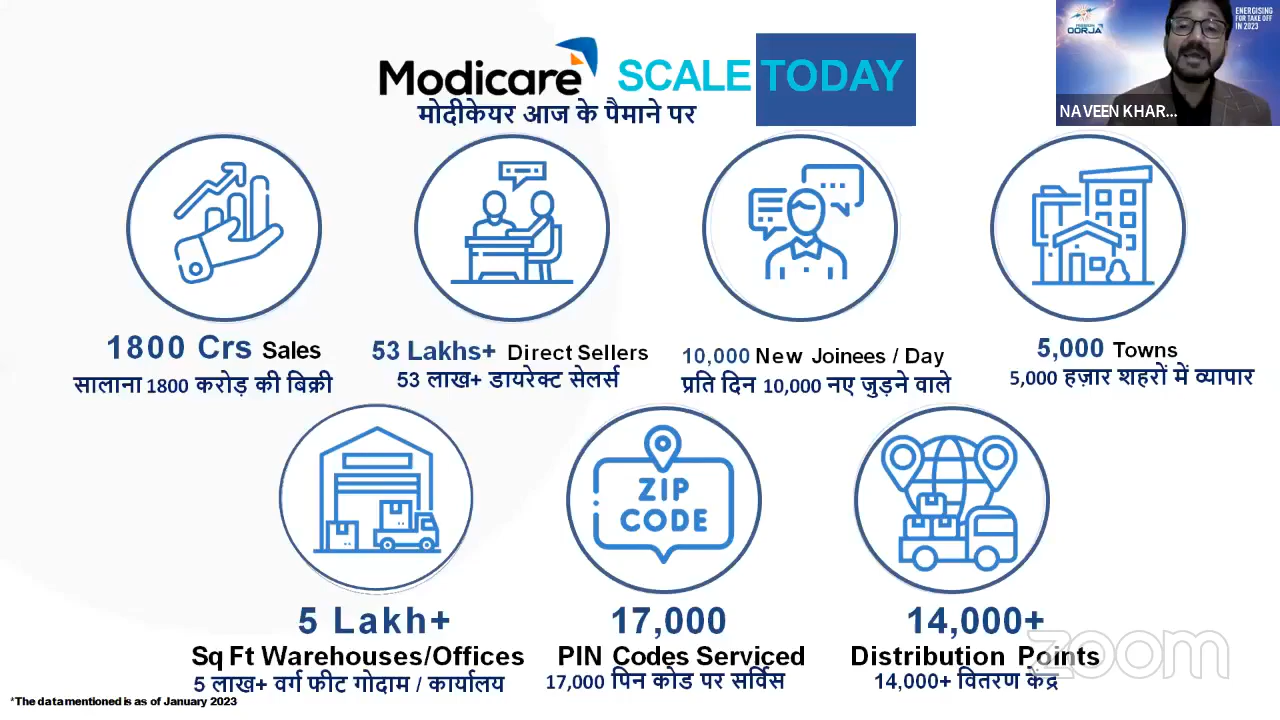 Modicare SCALE TODAY
मोदीकेयर आज के पैमाने पर
OORJA
ENERGISING
FOR TAKE OFF
IN 2023
NAVEEN KHAR...
1800 Crs Sales
सालाना 1800 करोड़ की बिक्री
53 Lakhs+ Direct Sellers
53 लाख+ डायरेक्ट सेलर्स
10,000 New Joinees / Day
प्रति दिन 10,000 नए जुड़ने वाले
5,000 Towns
5,000 हज़ार शहरों में व्यापार
ZIP
CODE
5 Lakh+
Sq Ft Warehouses/Offices
5 लाख+ वर्ग फीट गोदाम / कार्यालय
17,000
PIN Codes Serviced
17,000 पिन कोड पर सर्विस
14,000+
Distribution Points
14,000+ वितरण केंद्र
zoom
*The data mentioned is as of January 2023